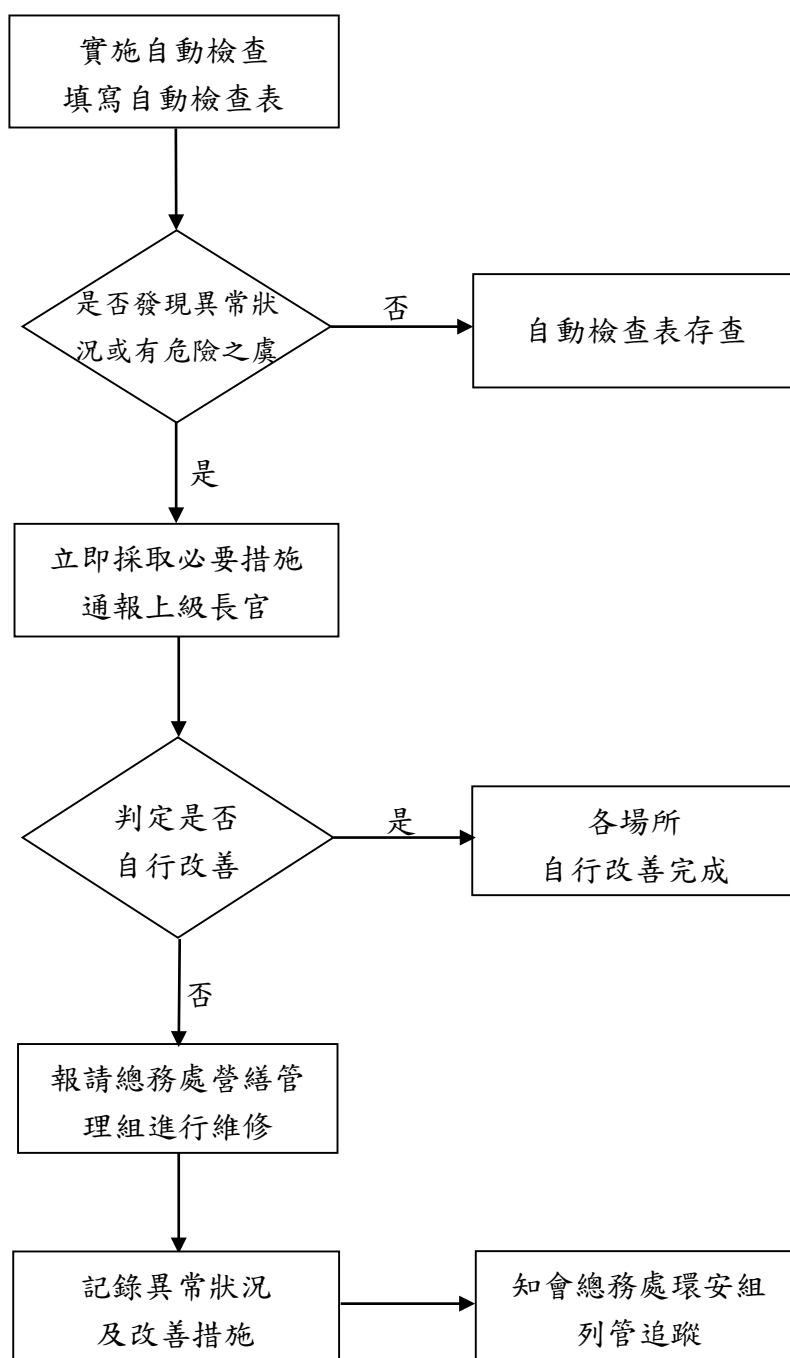 實施自動檢查
填寫自動檢查表
是否發現異常狀
況或有危險之虞
否
自動檢查表存查
是
立即採取必要措施
通報上級長官
判定是否
自行改善
是
各場所
自行改善完成
否
報請總務處營繕管
理組進行維修
記錄異常狀況
及改善措施
知會總務處環安組
列管追蹤